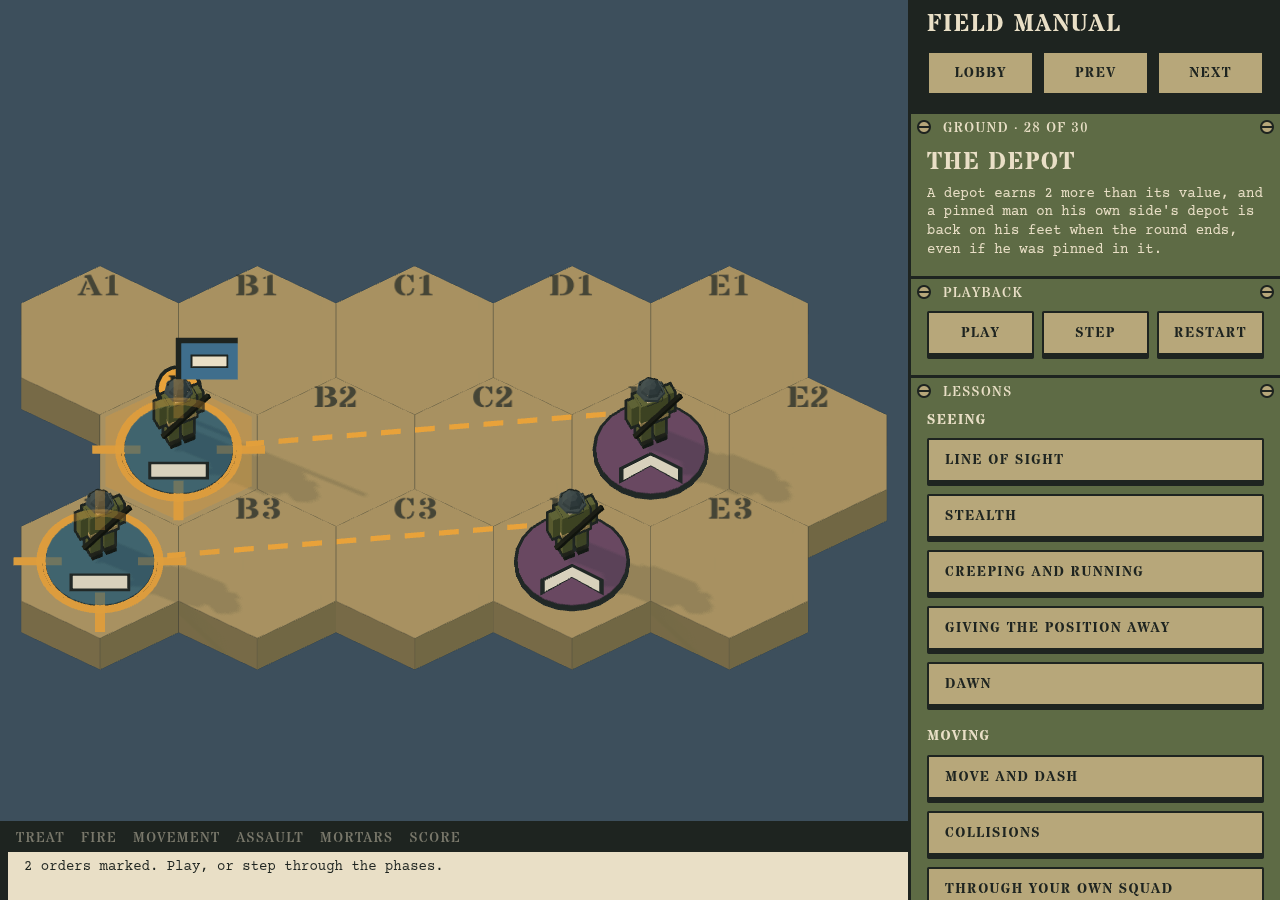 FIELD MANUAL
LOBBY PREV NEXT
GROUND · 28 OF 30
THE DEPOT
A depot earns 2 more than its value, and
a pinned man on his own side's depot is
back on his feet when the round ends,
even if he was pinned in it.
PLAYBACK
PLAY STEP RESTART
LESSONS
SEEING
LINE OF SIGHT
STEALTH
CREEPING AND RUNNING
GIVING THE POSITION AWAY
DAWN
MOVING
MOVE AND DASH
COLLISIONS
THROUGH YOUR OWN SQUAD
A1 B1 C1 D1 E1
B2 C2 E2
B3 C3 E3
TREAT FIRE MOVEMENT ASSAULT MORTARS SCORE
2 orders marked. Play, or step through the phases.